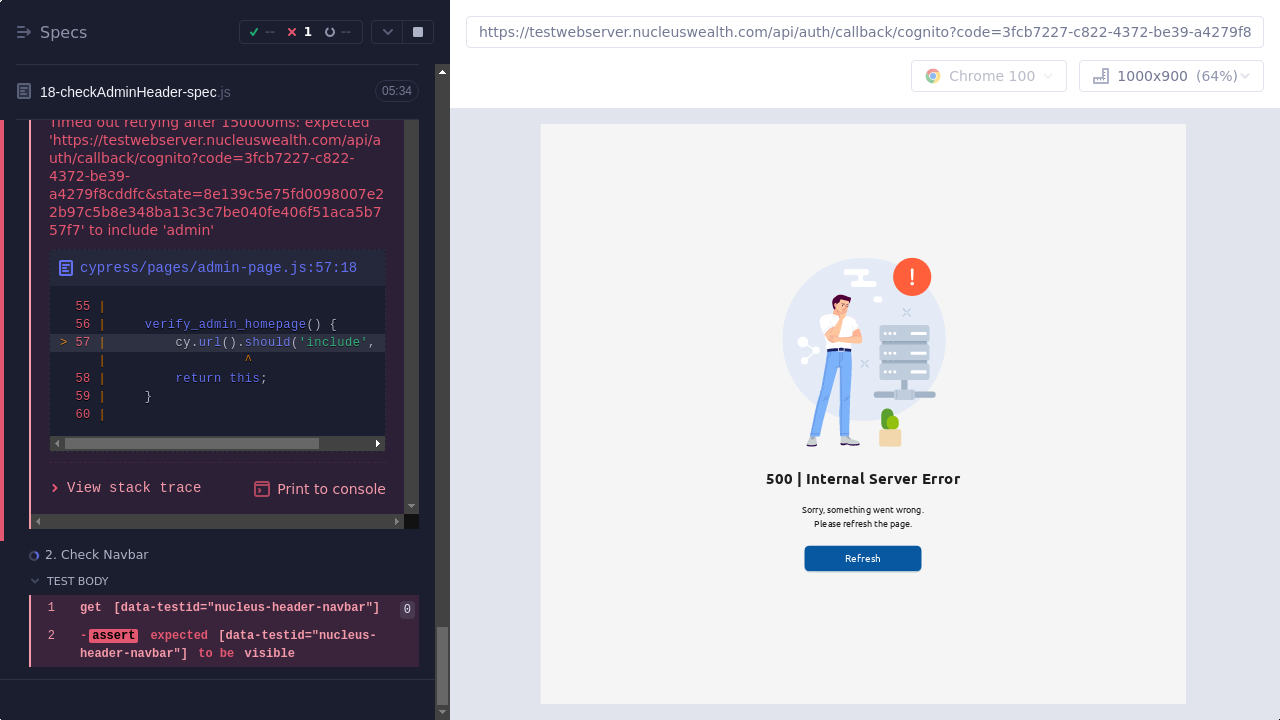 Specs
-- 1 --
https://testwebserver.nucleuswealth.com/api/auth/callback/cognito?code=3fcb7227-c822-4372-be39-a4279f8
Chrome 100
1000x900 (64%)
18-checkAdminHeader-spec.js
05:34
Timed out retrying after 150000ms: expected
'https://testwebserver.nucleuswealth.com/api/a
uth/callback/cognito?code=3fcb7227-c822-
4372-be39-
a4279f8cddfc&state=8e139c5e75fd0098007e2
2b97c5b8e348ba13c3c7be040fe406f51aca5b7
57f7' to include 'admin'
cypress/pages/admin-page.js:57:18
55 |
56 |     verify_admin_homepage() {
> 57 |         cy.url().should('include',
|                  ^
58 |         return this;
59 |     }
60 |
View stack trace
Print to console
2. Check Navbar
TEST BODY
1 get [data-testid="nucleus-header-navbar"] 0
2 -assert expected [data-testid="nucleus-
header-navbar"] to be visible
!
500 | Internal Server Error
Sorry, something went wrong.
Please refresh the page.
Refresh